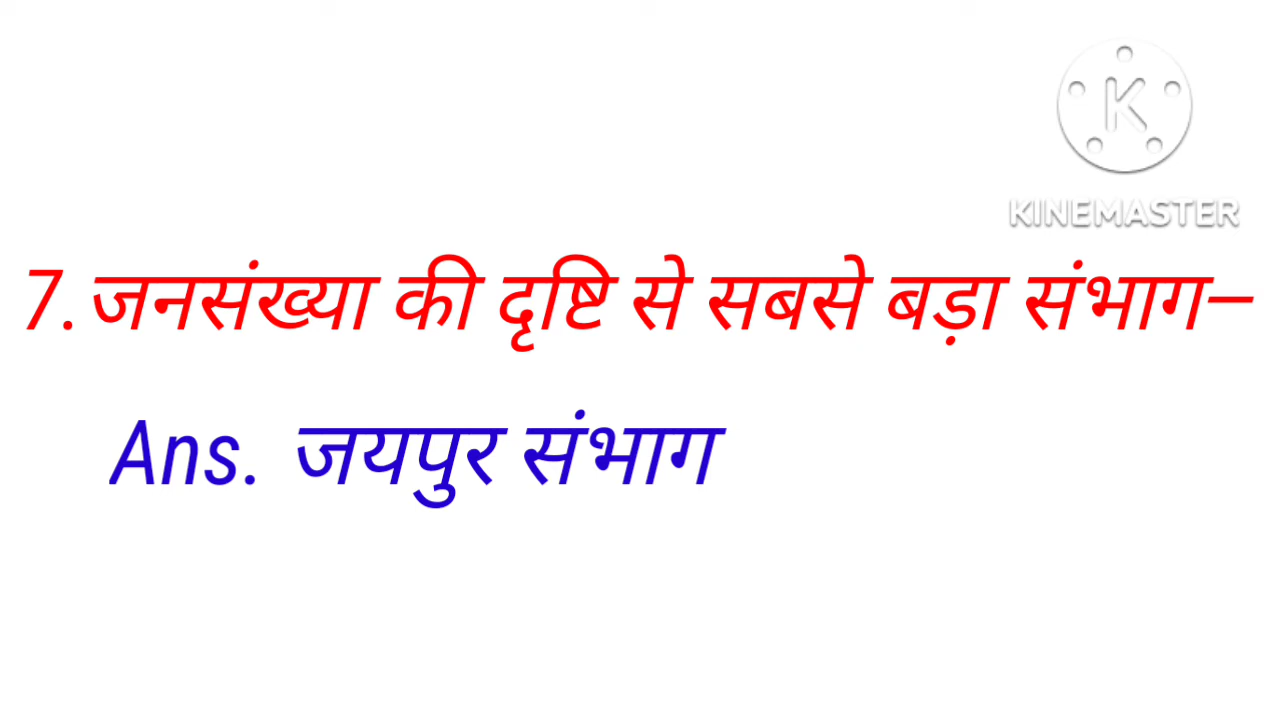 KINEMASTER
7.जनसंख्या की दृष्टि से सबसे बड़ा संभाग—
Ans. जयपुर संभाग